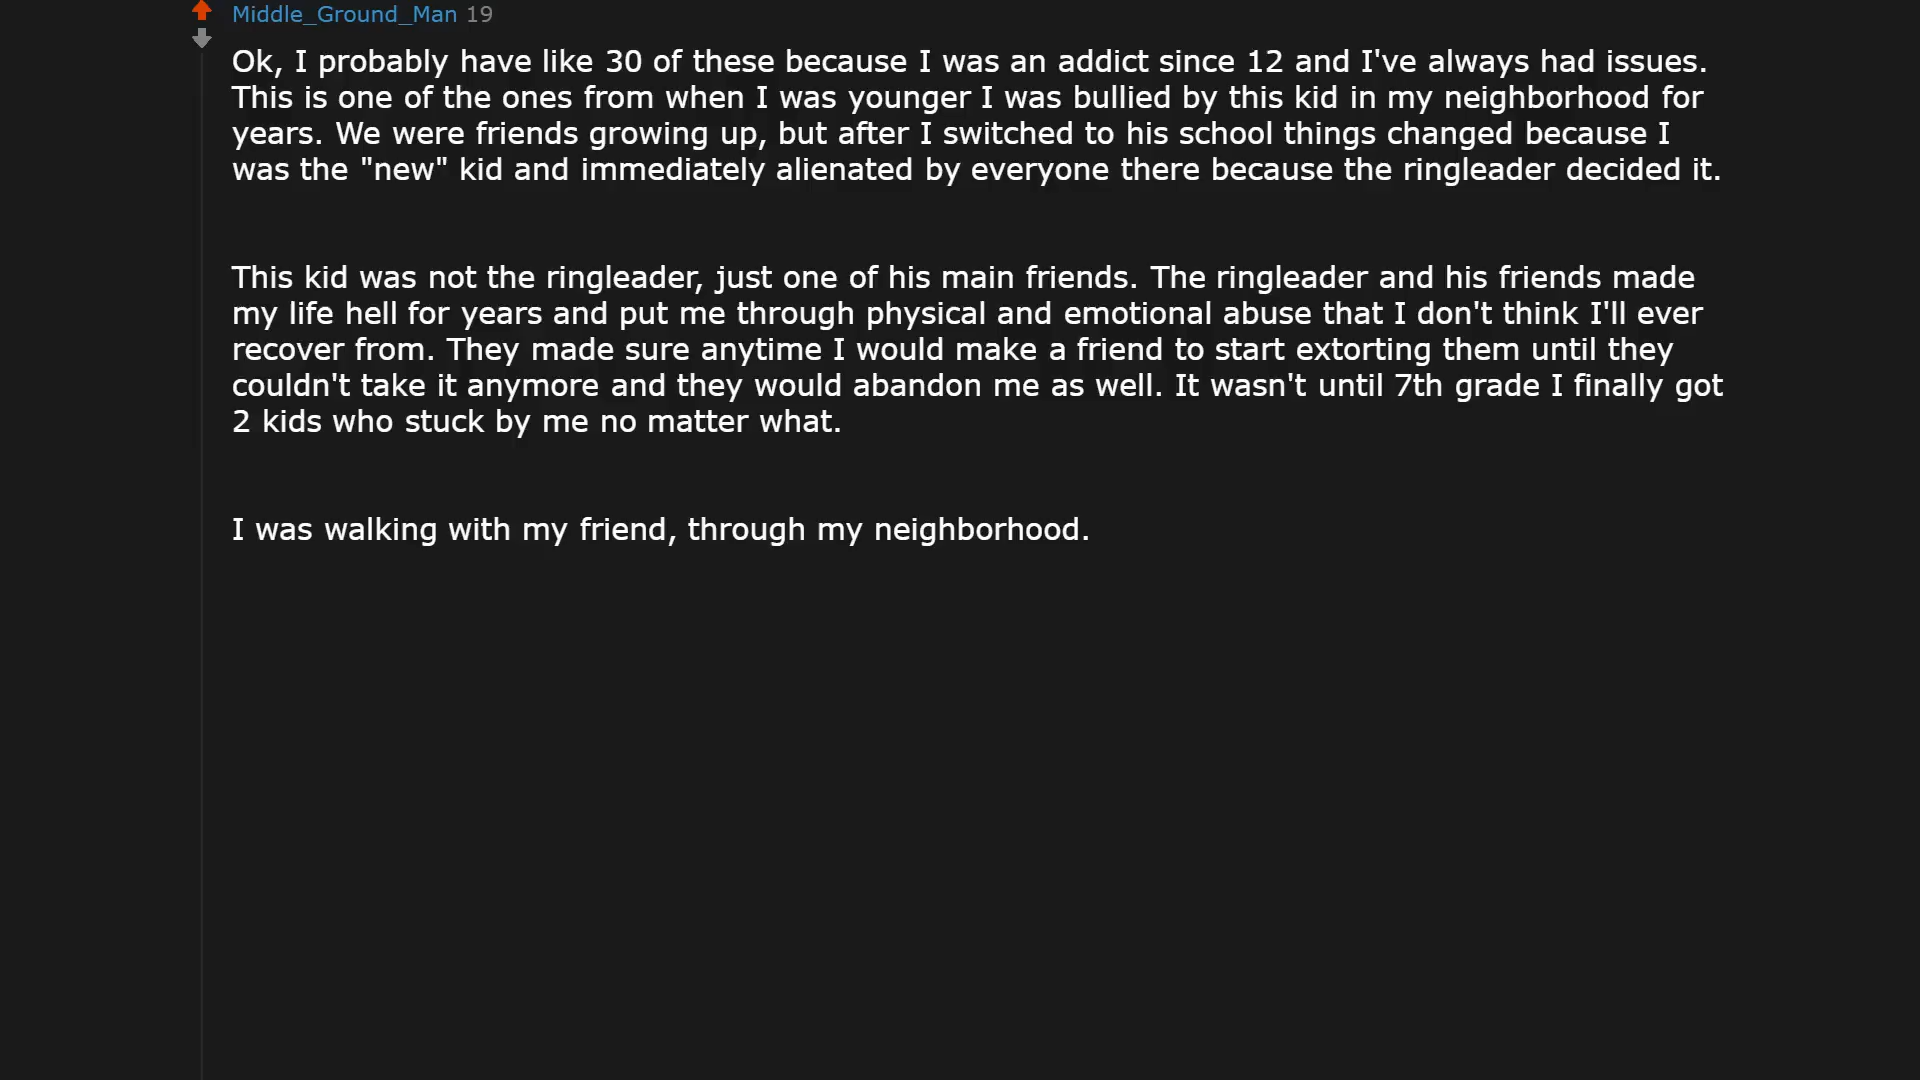 Middle_Ground_Man 19
Ok, I probably have like 30 of these because I was an addict since 12 and I've always had issues.
This is one of the ones from when I was younger I was bullied by this kid in my neighborhood for
years. We were friends growing up, but after I switched to his school things changed because I
was the "new" kid and immediately alienated by everyone there because the ringleader decided it.
This kid was not the ringleader, just one of his main friends. The ringleader and his friends made
my life hell for years and put me through physical and emotional abuse that I don't think I'll ever
recover from. They made sure anytime I would make a friend to start extorting them until they
couldn't take it anymore and they would abandon me as well. It wasn't until 7th grade I finally got
2 kids who stuck by me no matter what.
I was walking with my friend, through my neighborhood.